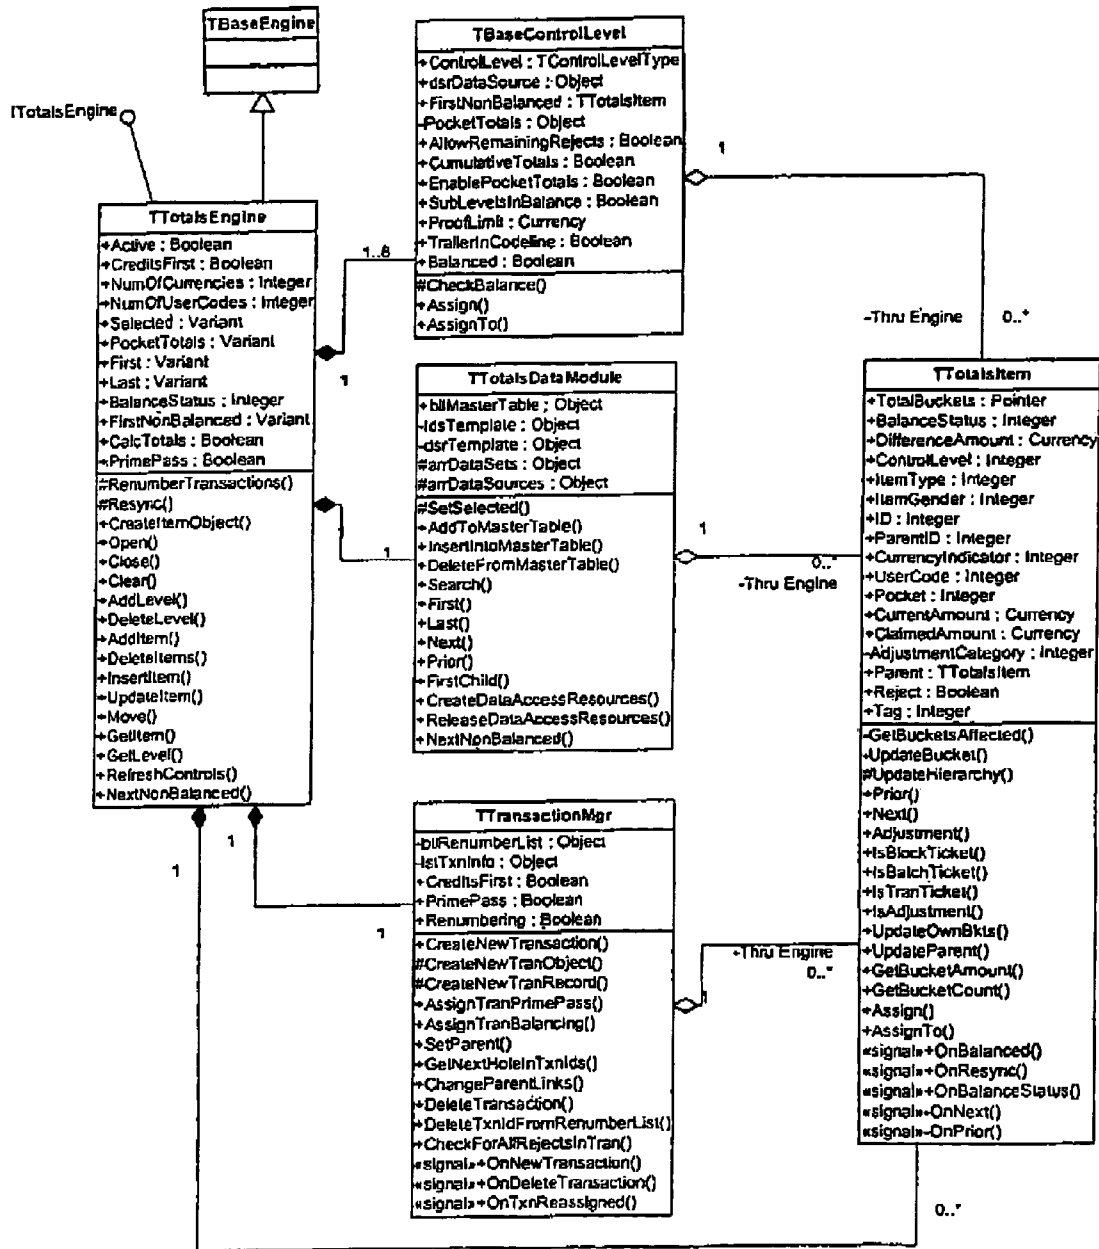 TBaseEngine
ITotalsEngine
TTotalsEngine
+Active : Boolean
+CreditsFirst : Boolean
+NumOfCurrencies : Integer
+NumOfUserCodes : Integer
+Selected : Variant
+PocketTotals : Variant
+First : Variant
+Last : Variant
+BalanceStatus : Integer
+FirstNonBalanced : Variant
+CalcTotals : Boolean
+PrimePass : Boolean
#RenumberTransactions()
#Resync()
+CreateItemObject()
+Open()
+Close()
+Clear()
+AddLevel()
+DeleteLevel()
+AddItem()
+DeleteItems()
+InsertItem()
+UpdateItem()
+Move()
+GetItem()
+GetLevel()
+RefreshControls()
+NextNonBalanced()
TBaseControlLevel
+ControlLevel : TControlLevelType
+dsrDataSource : Object
+FirstNonBalanced : TTotalsItem
-PocketTotals : Object
+AllowRemainingRejects : Boolean
+CumulativeTotals : Boolean
+EnablePocketTotals : Boolean
+SubLevelsInBalance : Boolean
+ProofLimit : Currency
+TrailerInCodeline : Boolean
+Balanced : Boolean
#CheckBalance()
+Assign()
+AssignTo()
1..8
1
1
-Thru Engine
0..*
TTotalsDataModule
+btlMasterTable : Object
-ldsTemplate : Object
-dsrTemplate : Object
#arrDataSets : Object
#arrDataSources : Object
#SetSelected()
+AddToMasterTable()
+InsertIntoMasterTable()
+DeleteFromMasterTable()
+Search()
+First()
+Last()
+Next()
+Prior()
+FirstChild()
+CreateDataAccessResources()
+ReleaseDataAccessResources()
+NextNonBalanced()
1
1
1
0..*
-Thru Engine
TTransactionMgr
-btlRenumberList : Object
-lstTxnInfo : Object
+CreditsFirst : Boolean
+PrimePass : Boolean
+Renumbering : Boolean
+CreateNewTransaction()
#CreateNewTranObject()
#CreateNewTranRecord()
+AssignTranPrimePass()
+AssignTranBalancing()
+SetParent()
+GetNextHoleInTxnIds()
+ChangeParentLinks()
+DeleteTransaction()
+DeleteTxnIdFromRenumberList()
+CheckForAllRejectsInTran()
«signal»+OnNewTransaction()
«signal»+OnDeleteTransaction()
«signal»+OnTxnReassigned()
1
1
1
1
-Thru Engine
0..*
TTotalsItem
+TotalBuckets : Pointer
+BalanceStatus : Integer
+DifferenceAmount : Currency
+ControlLevel : Integer
+ItemType : Integer
+ItemGender : Integer
+ID : Integer
+ParentID : Integer
+CurrencyIndicator : Integer
+UserCode : Integer
+Pocket : Integer
+CurrentAmount : Currency
+ClaimedAmount : Currency
-AdjustmentCategory : Integer
+Parent : TTotalsItem
+Reject : Boolean
+Tag : Integer
-GetBucketsAffected()
-UpdateBucket()
#UpdateHierarchy()
+Prior()
+Next()
+Adjustment()
+IsBlockTicket()
+IsBatchTicket()
+IsTranTicket()
+IsAdjustment()
+UpdateOwnBkts()
+UpdateParent()
+GetBucketAmount()
+GetBucketCount()
+Assign()
+AssignTo()
«signal»+OnBalanced()
«signal»+OnResync()
«signal»+OnBalanceStatus()
«signal»-OnNext()
«signal»-OnPrior()
0..*